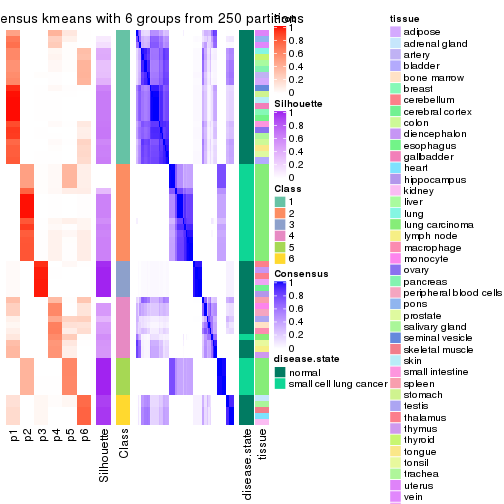 ensus kmeans with 6 groups from 250 partitions
1
0.8
0.6
0.4
0.2
0
Silhouette
1
0.8
0.6
0.4
0.2
0
Class
1
2
3
4
5
6
Consensus
1
0.8
0.6
0.4
0.2
0
disease.state
normal
small cell lung cancer
tissue
adipose
adrenal gland
artery
bladder
bone marrow
breast
cerebellum
cerebral cortex
colon
diencephalon
esophagus
gallbladder
heart
hippocampus
kidney
liver
lung
lung carcinoma
lymph node
macrophage
monocyte
ovary
pancreas
peripheral blood cells
pons
prostate
salivary gland
seminal vesicle
skeletal muscle
skin
small intestine
spleen
stomach
testis
thalamus
thymus
thyroid
tongue
tonsil
trachea
uterus
vein
p1
p2
p3
p4
p5
p6
Silhouette
Class
disease.state
tissue